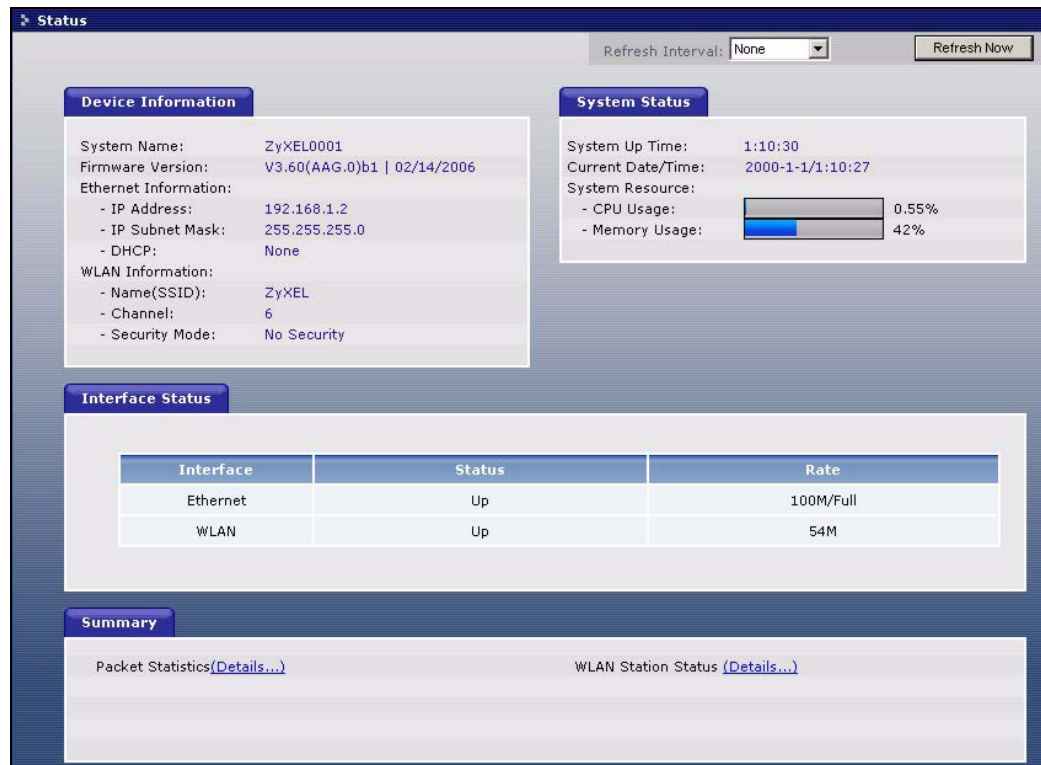 Status
Refresh Interval: None Refresh Now
Device Information
System Name: ZyXEL0001
Firmware Version: V3.60(AAG.0)b1 | 02/14/2006
Ethernet Information:
- IP Address: 192.168.1.2
- IP Subnet Mask: 255.255.255.0
- DHCP: None
WLAN Information:
- Name(SSID): ZyXEL
- Channel: 6
- Security Mode: No Security
System Status
System Up Time: 1:10:30
Current Date/Time: 2000-1-1/1:10:27
System Resource:
- CPU Usage: 0.55%
- Memory Usage: 42%
Interface Status
Interface Status Rate
Ethernet Up 100M/Full
WLAN Up 54M
Summary
Packet Statistics(Details...) WLAN Station Status (Details...)